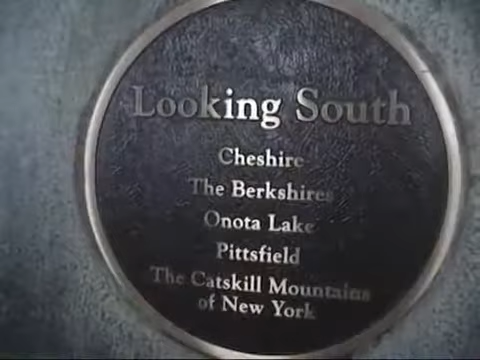 Looking South
Cheshire
The Berkshires
Onota Lake
Pittsfield
The Catskill Mountains
of New York